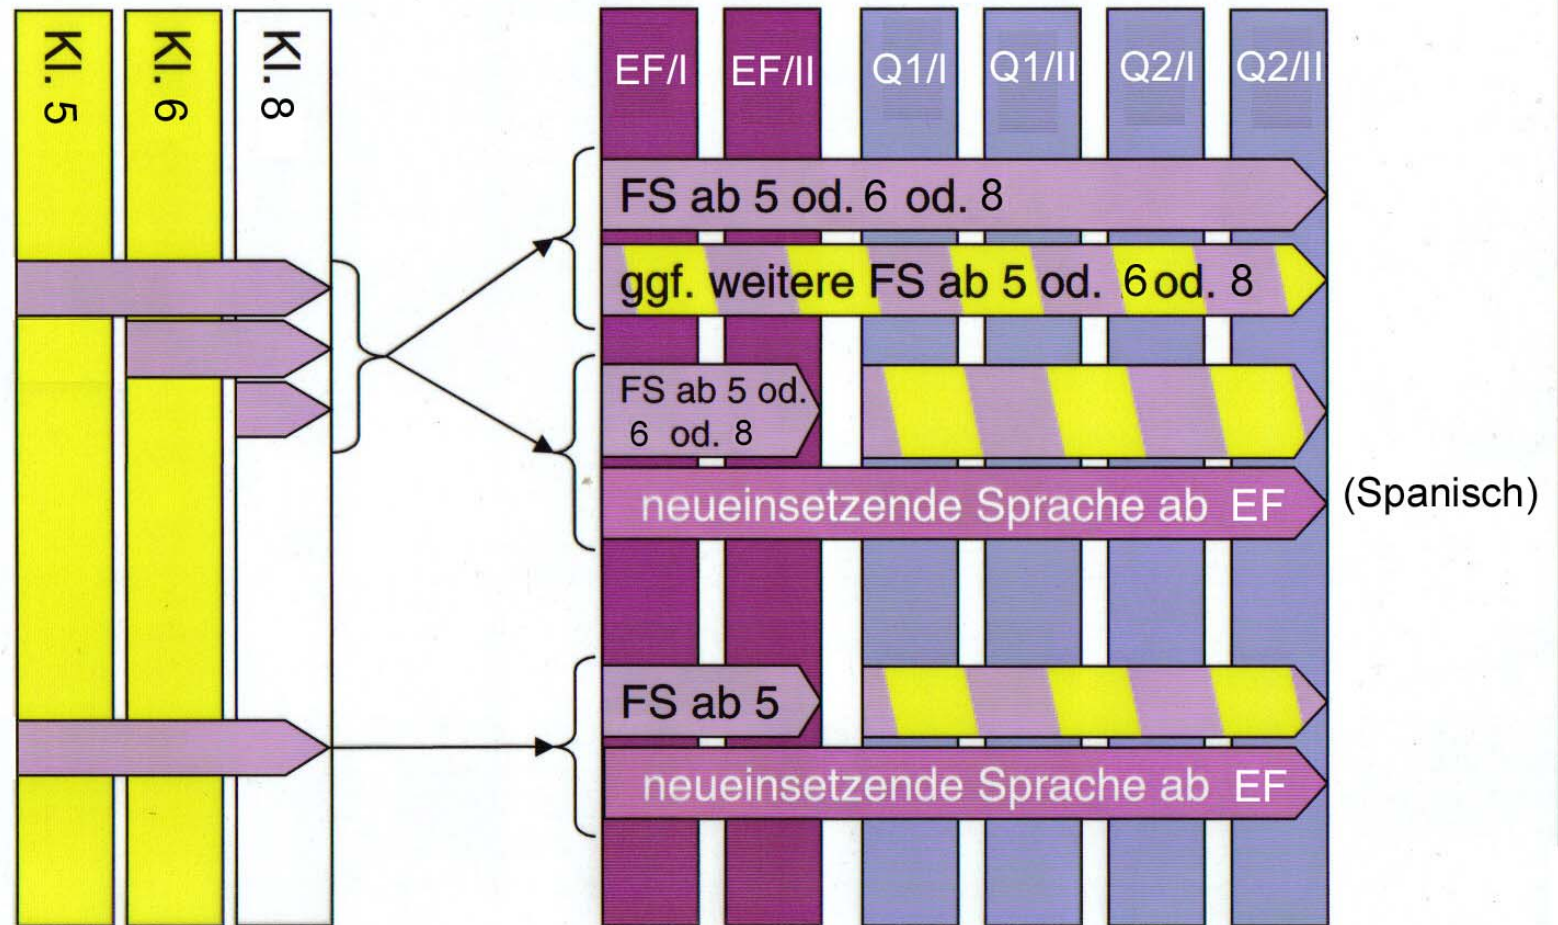 Kl. 5
Kl. 6
Kl. 8
EF/I
EF/II
Q1/I
Q1/II
Q2/I
Q2/II
FS ab 5 od. 6 od. 8
ggf. weitere FS ab 5 od. 6 od. 8
FS ab 5 od.
6 od. 8
neueinsetzende Sprache ab EF
(Spanisch)
FS ab 5
neueinsetzende Sprache ab EF